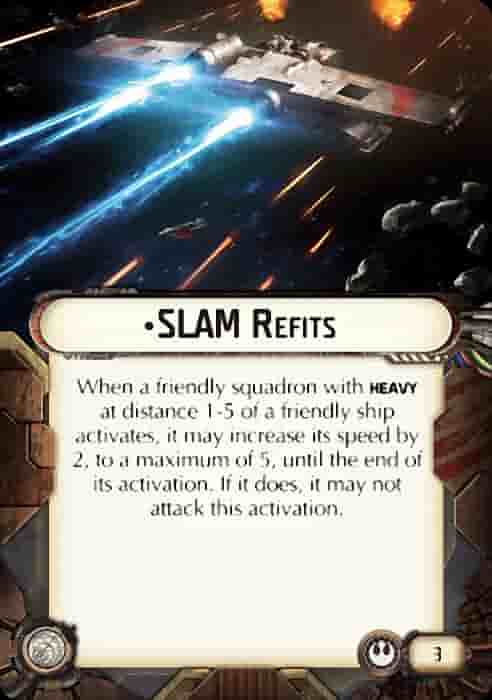 •SLAM Refits
When a friendly squadron with HEAVY
at distance 1-5 of a friendly ship
activates, it may increase its speed by
2, to a maximum of 5, until the end of
its activation. If it does, it may not
attack this activation.
3